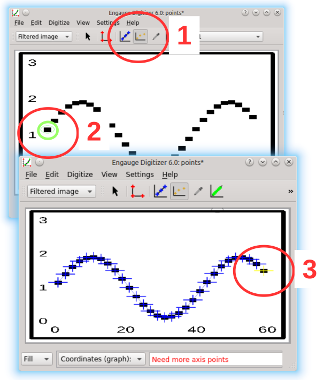 Engauge Digitizer 6.0: points*
File Edit Digitize View Settings Help
Filtered image
1
3
2
1
2
Engauge Digitizer 6.0: points*
File Edit Digitize View Settings Help
Filtered image »
3
2
1
0
0 20 40 60
3
Fill Coordinates (graph): Need more axis points